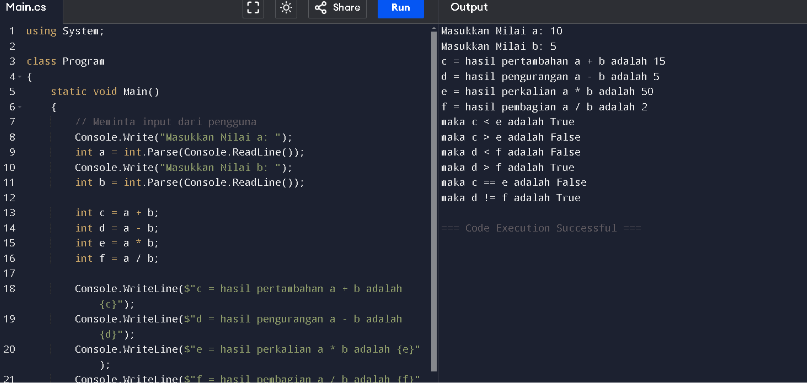 Main.cs
Share
Run
Output
1 using System;
2
3 class Program
4 {
5 static void Main()
6 {
7 // Meminta input dari pengguna
8 Console.Write("Masukkan Nilai a: ");
9 int a = int.Parse(Console.ReadLine());
10 Console.Write("Masukkan Nilai b: ");
11 int b = int.Parse(Console.ReadLine());
12
13 int c = a + b;
14 int d = a - b;
15 int e = a * b;
16 int f = a / b;
17
18 Console.WriteLine($"c = hasil pertambahan a + b adalah
{c}");
19 Console.WriteLine($"d = hasil pengurangan a - b adalah
{d}");
20 Console.WriteLine($"e = hasil perkalian a * b adalah {e}"
);
21 Console.WriteLine($"f = hasil pembagian a / b adalah {f}"
Masukkan Nilai a: 10
Masukkan Nilai b: 5
c = hasil pertambahan a + b adalah 15
d = hasil pengurangan a - b adalah 5
e = hasil perkalian a * b adalah 50
f = hasil pembagian a / b adalah 2
maka c < e adalah True
maka c > e adalah False
maka d < f adalah False
maka d > f adalah True
maka c == e adalah False
maka d != f adalah True
=== Code Execution Successful ===